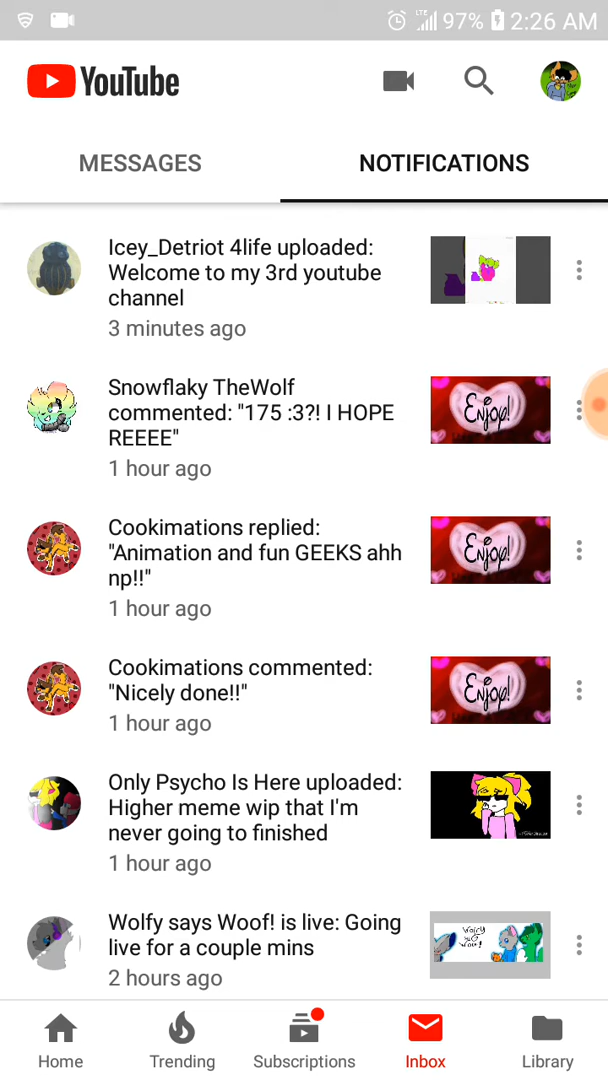 LTE 97% 2:26 AM
YouTube
MESSAGES NOTIFICATIONS
Icey_Detriot 4life uploaded:
Welcome to my 3rd youtube
channel
3 minutes ago
Snowflaky TheWolf
commented: "175 :3?! I HOPE
REEEE"
1 hour ago
Enjoy!
Cookimations replied:
"Animation and fun GEEKS ahh
np!!"
1 hour ago
Enjoy!
Cookimations commented:
"Nicely done!!"
1 hour ago
Enjoy!
Only Psycho Is Here uploaded:
Higher meme wip that I'm
never going to finished
1 hour ago
Wolfy says Woof! is live: Going
live for a couple mins
2 hours ago
Home Trending Subscriptions Inbox Library